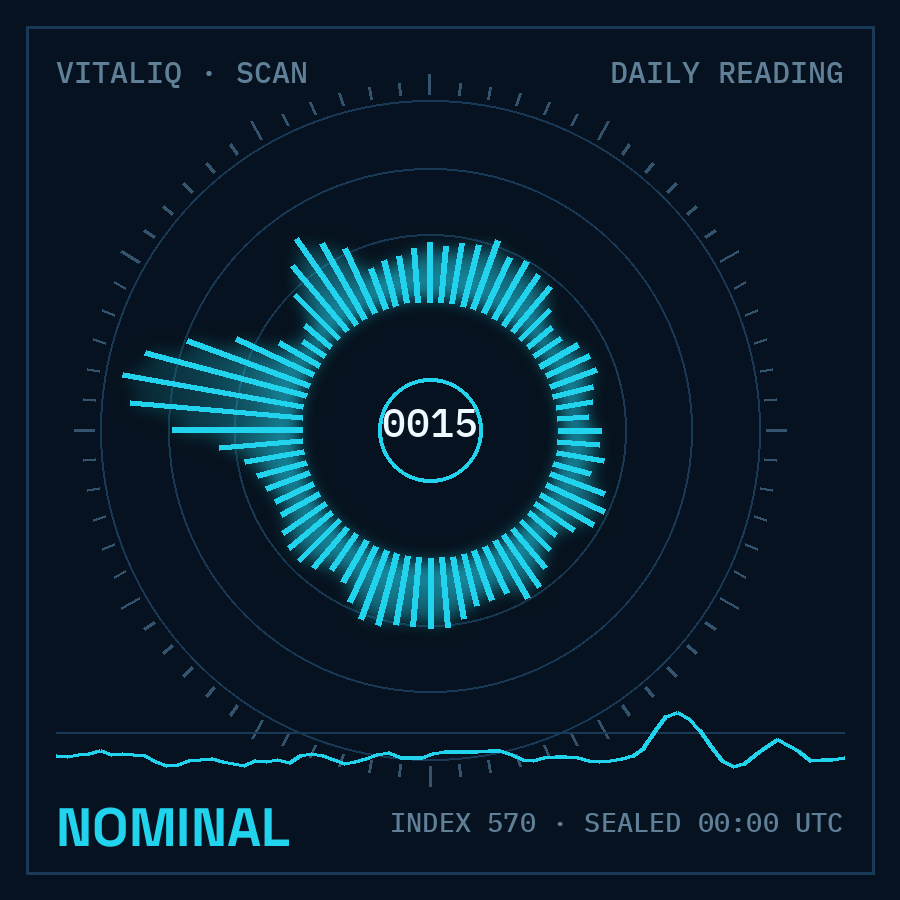 VITALIQ · SCAN
DAILY READING
0015
NOMINAL
INDEX 570 · SEALED 00:00 UTC